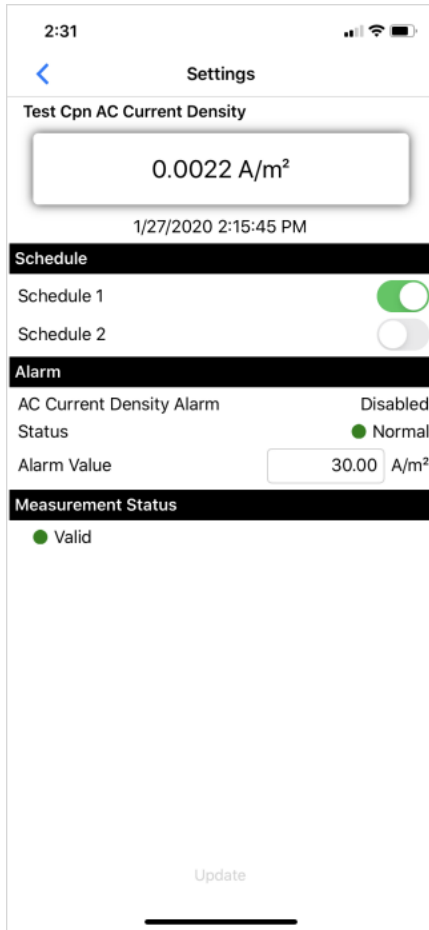 2:31
Settings
Test Cpn AC Current Density
0.0022 A/m²
1/27/2020 2:15:45 PM
Schedule
Schedule 1
Schedule 2
Alarm
AC Current Density Alarm Disabled
Status Normal
Alarm Value 30.00 A/m²
Measurement Status
Valid
Update